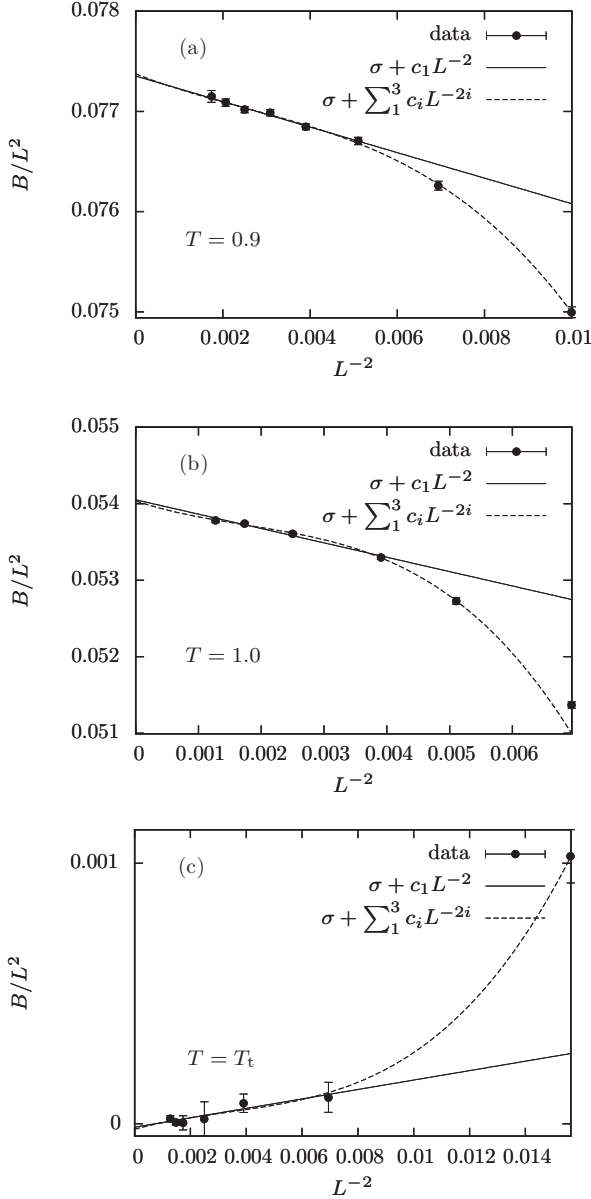 0.078
(a)
data
σ + c₁L⁻²
σ + ∑₁³ cᵢL⁻²ⁱ
0.077
B/L²
0.076
T = 0.9
0.075
0 0.002 0.004 0.006 0.008 0.01
L⁻²
0.055
(b)
data
σ + c₁L⁻²
0.054
σ + ∑₁³ cᵢL⁻²ⁱ
0.053
B/L²
0.052
T = 1.0
0.051
0 0.001 0.002 0.003 0.004 0.005 0.006
L⁻²
(c)
data
0.001
σ + c₁L⁻²
σ + ∑₁³ cᵢL⁻²ⁱ
B/L²
T = Tₜ
0
0 0.002 0.004 0.006 0.008 0.01 0.012 0.014
L⁻²